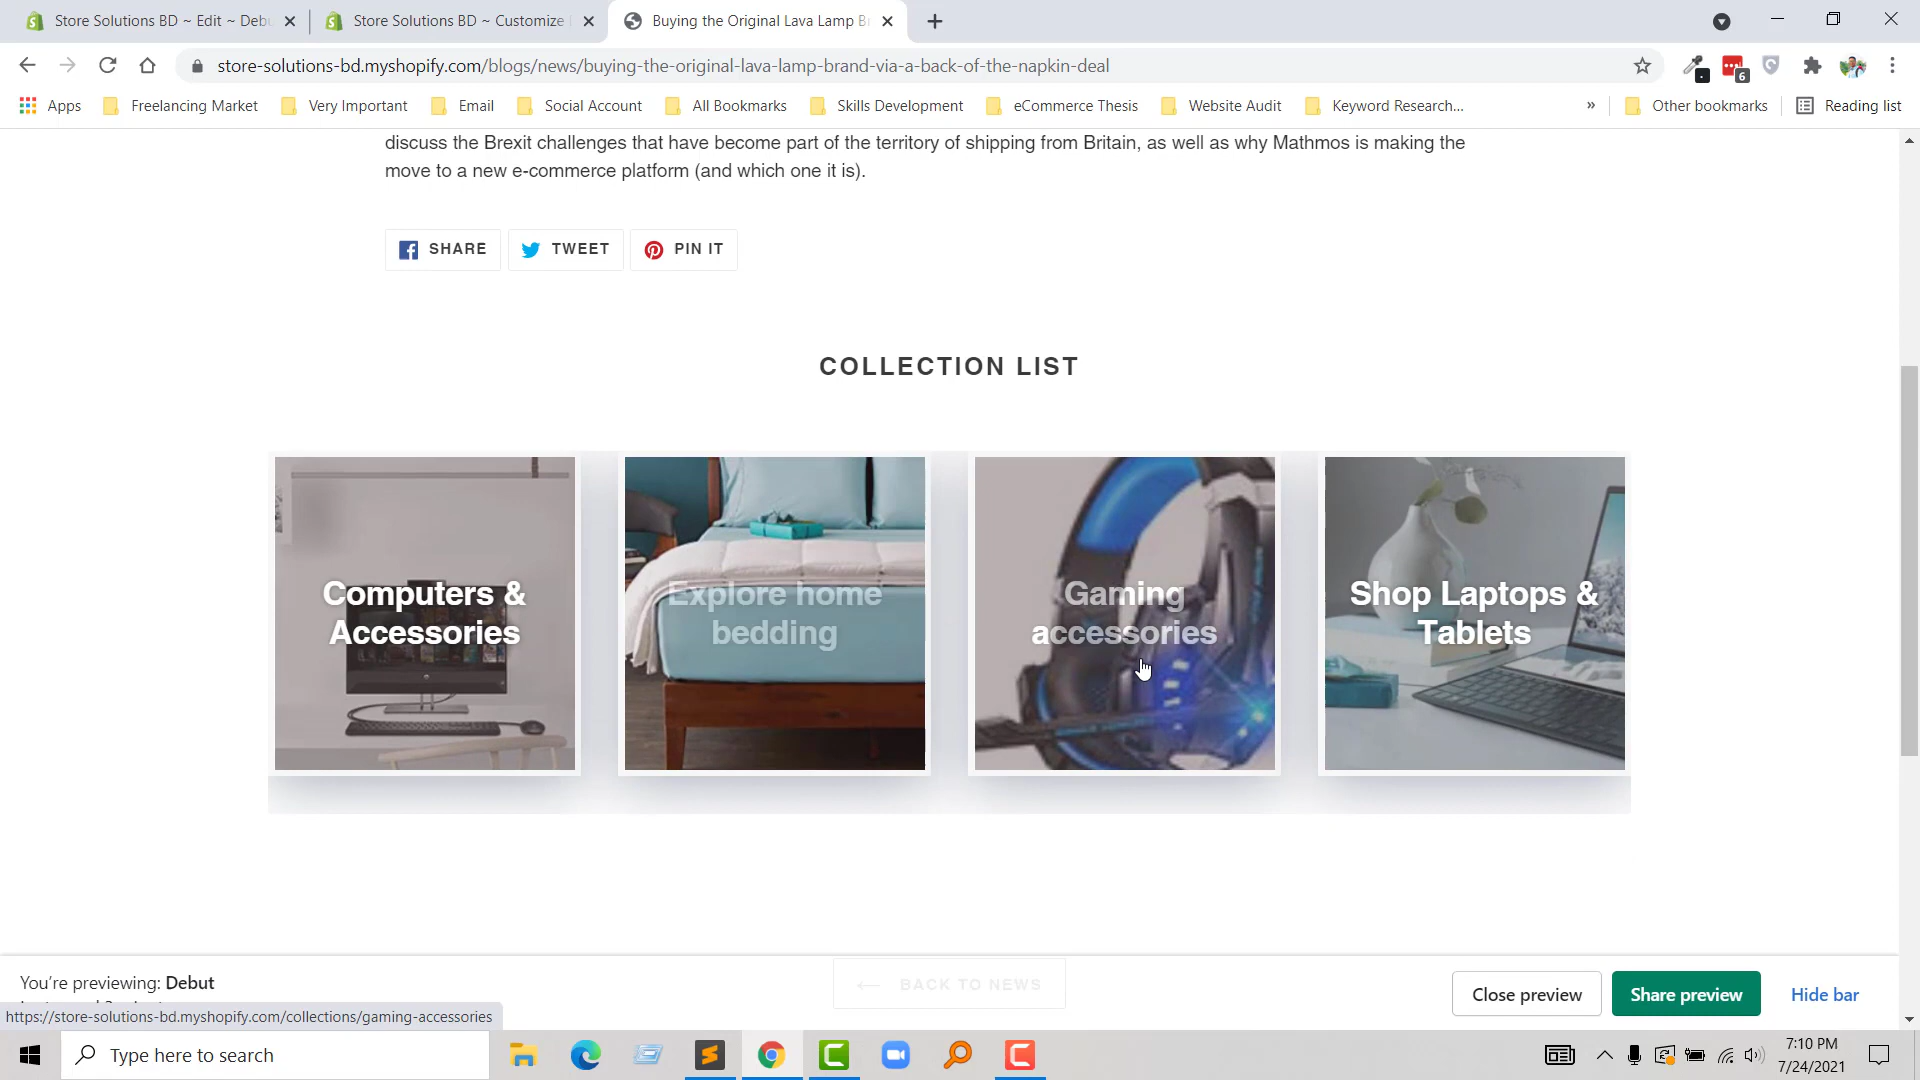 Store Solutions BD ~ Edit ~ Deb
Store Solutions BD ~ Customize
Buying the Original Lava Lamp B
store-solutions-bd.myshopify.com/blogs/news/buying-the-original-lava-lamp-brand-via-a-back-of-the-napkin-deal
6
Apps
Freelancing Market
Very Important
Email
Social Account
All Bookmarks
Skills Development
eCommerce Thesis
Website Audit
Keyword Research...
»
Other bookmarks
Reading list
discuss the Brexit challenges that have become part of the territory of shipping from Britain, as well as why Mathmos is making the
move to a new e-commerce platform (and which one it is).
SHARE
TWEET
PIN IT
COLLECTION LIST
Computers &
Accessories
Explore home
bedding
Gaming
accessories
Shop Laptops &
Tablets
You're previewing: Debut
← BACK TO NEWS
Close preview
Share preview
Hide bar
https://store-solutions-bd.myshopify.com/collections/gaming-accessories
Type here to search
7:10 PM
7/24/2021